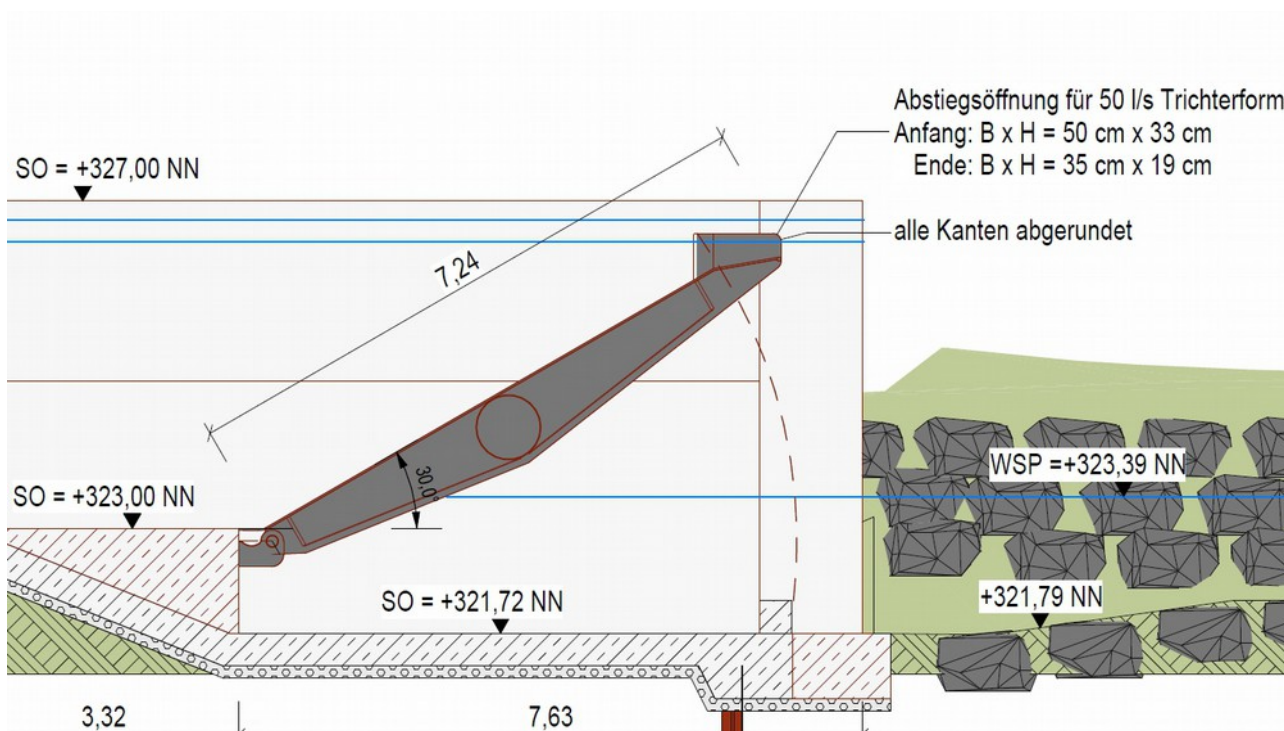 Abstiegsöffnung für 50 l/s Trichterform
Anfang: B x H = 50 cm x 33 cm
Ende: B x H = 35 cm x 19 cm
SO = +327,00 NN
alle Kanten abgerundet
7,24
WSP =+323,39 NN
30,0°
SO = +323,00 NN
SO = +321,72 NN
+321,79 NN
3,32
7,63